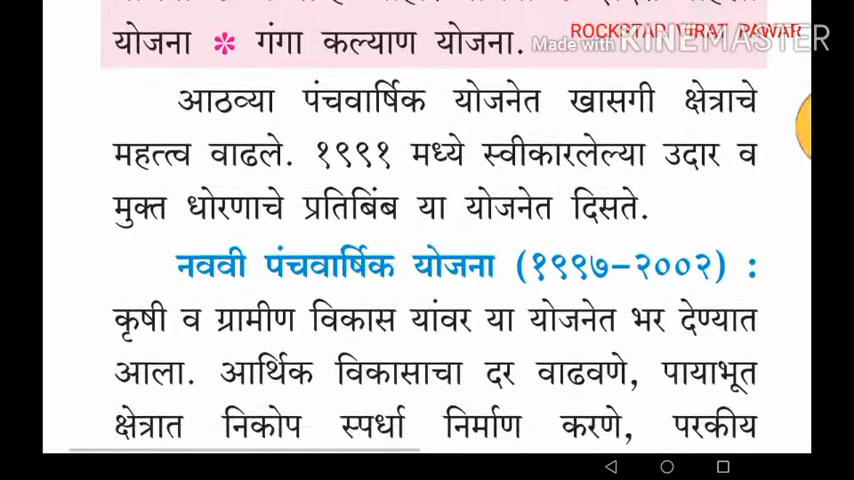 योजना * गंगा कल्याण योजना.
ROCKSTAR VIRAT PAWAR
Made with KINEMASTER
आठव्या पंचवार्षिक योजनेत खासगी क्षेत्राचे
महत्त्व वाढले. १९९१ मध्ये स्वीकारलेल्या उदार व
मुक्त धोरणाचे प्रतिबिंब या योजनेत दिसते.
नववी पंचवार्षिक योजना (१९९७-२००२) :
कृषी व ग्रामीण विकास यांवर या योजनेत भर देण्यात
आला. आर्थिक विकासाचा दर वाढवणे, पायाभूत
क्षेत्रात निकोप स्पर्धा निर्माण करणे, परकीय